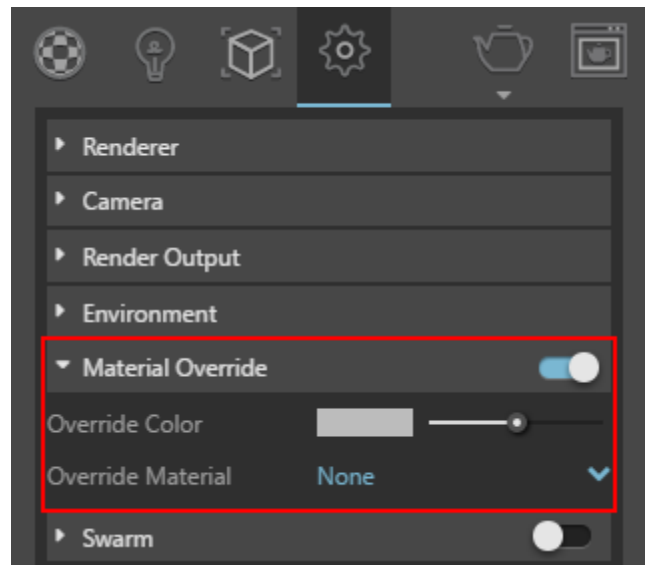 Renderer
Camera
Render Output
Environment
Material Override
Override Color
Override Material None
Swarm